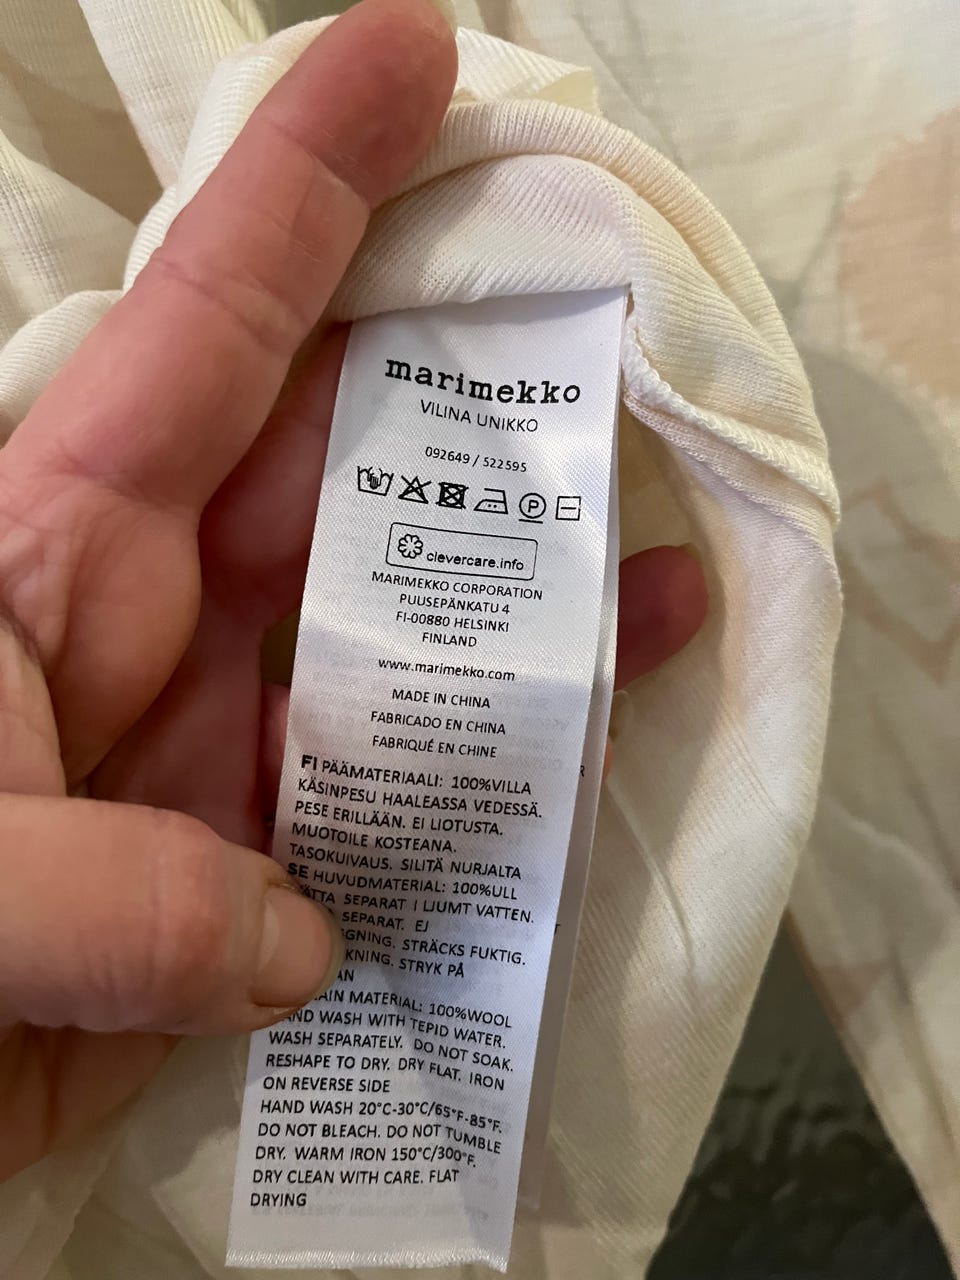 marimekko
VILINA UNIKKO
092649 / 522595
P
clevercare.info
MARIMEKKO CORPORATION
PUUSEPÄNKATU 4
FI-00880 HELSINKI
FINLAND
www.marimekko.com
MADE IN CHINA
FABRICADO EN CHINA
FABRIQUÉ EN CHINE
FI PÄÄMATERIAALI: 100%VILLA
KÄSINPESU HAALEASSA VEDESSÄ.
PESE ERILLÄÄN. EI LIOTUSTA.
MUOTOILE KOSTEANA.
TASOKUIVAUS. SILITÄ NURJALTA
SE HUVUDMATERIAL: 100%ULL
SEPARAT I LJUMT VATTEN.
SEPARAT. EJ
STRÄCKS FUKTIG.
STRYK PÅ
MATERIAL: 100%WOOL
WASH WITH TEPID WATER.
WASH SEPARATELY. DO NOT SOAK.
RESHAPE TO DRY. DRY FLAT. IRON
ON REVERSE SIDE
HAND WASH 20°C-30°C/65°F-85°F.
DO NOT BLEACH. DO NOT TUMBLE
DRY. WARM IRON 150°C/300°F.
DRY CLEAN WITH CARE. FLAT
DRYING